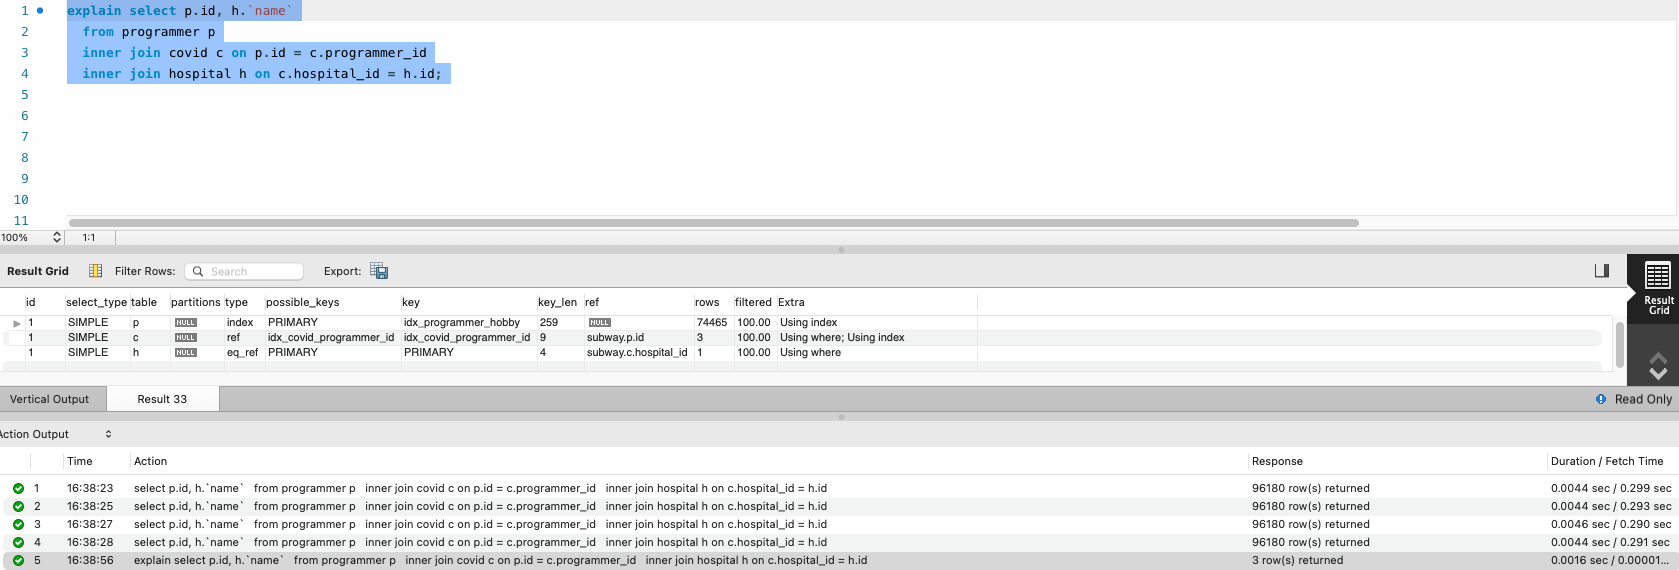 1 explain select p.id, h.`name`
2 from programmer p
3 inner join covid c on p.id = c.programmer_id
4 inner join hospital h on c.hospital_id = h.id;
5
6
7
8
9
10
11
100% 1:1
Result Grid Filter Rows: Search Export:
Result Grid
id select_type table partitions type possible_keys key key_len ref rows filtered Extra
1 SIMPLE p NULL index PRIMARY idx_programmer_hobby 259 NULL 74465 100.00 Using index
1 SIMPLE c NULL ref idx_covid_programmer_id idx_covid_programmer_id 9 subway.p.id 3 100.00 Using where; Using index
1 SIMPLE h NULL eq_ref PRIMARY PRIMARY 4 subway.c.hospital_id 1 100.00 Using where
Vertical Output Result 33 Read Only
Action Output
Time Action Response Duration / Fetch Time
1 16:38:23 select p.id, h.`name` from programmer p inner join covid c on p.id = c.programmer_id inner join hospital h on c.hospital_id = h.id 96180 row(s) returned 0.0044 sec / 0.299 sec
2 16:38:25 select p.id, h.`name` from programmer p inner join covid c on p.id = c.programmer_id inner join hospital h on c.hospital_id = h.id 96180 row(s) returned 0.0044 sec / 0.293 sec
3 16:38:27 select p.id, h.`name` from programmer p inner join covid c on p.id = c.programmer_id inner join hospital h on c.hospital_id = h.id 96180 row(s) returned 0.0046 sec / 0.290 sec
4 16:38:28 select p.id, h.`name` from programmer p inner join covid c on p.id = c.programmer_id inner join hospital h on c.hospital_id = h.id 96180 row(s) returned 0.0044 sec / 0.291 sec
5 16:38:56 explain select p.id, h.`name` from programmer p inner join covid c on p.id = c.programmer_id inner join hospital h on c.hospital_id = h.id 3 row(s) returned 0.0016 sec / 0.00001...